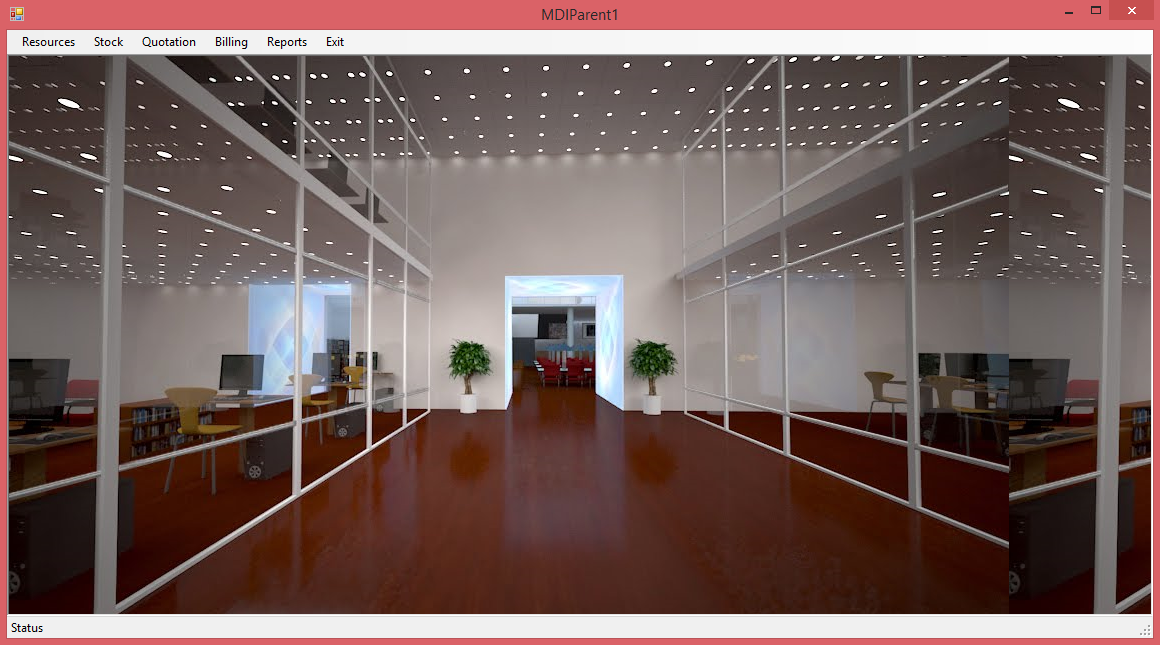 MDIParent1
Resources Stock Quotation Billing Reports Exit
Status